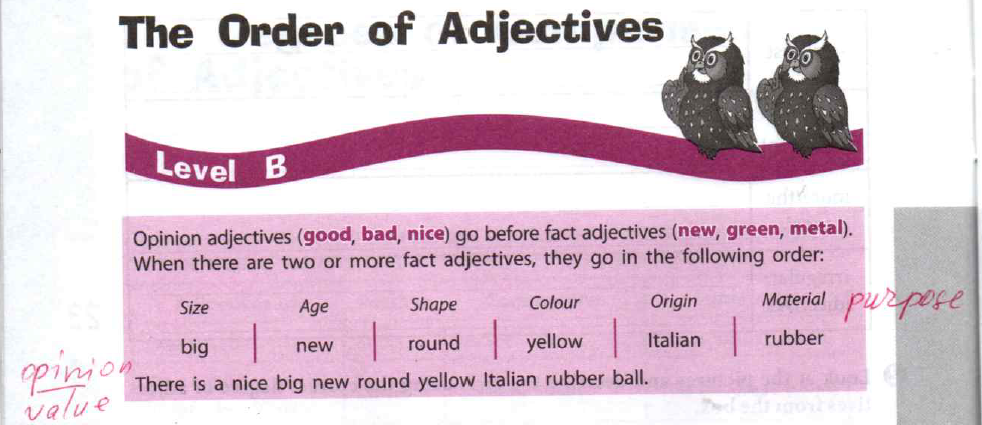 The Order of Adjectives
Level B
Opinion adjectives (good, bad, nice) go before fact adjectives (new, green, metal).
When there are two or more fact adjectives, they go in the following order:
Size Age Shape Colour Origin Material purpose
big new round yellow Italian rubber
opinion
value
There is a nice big new round yellow Italian rubber ball.